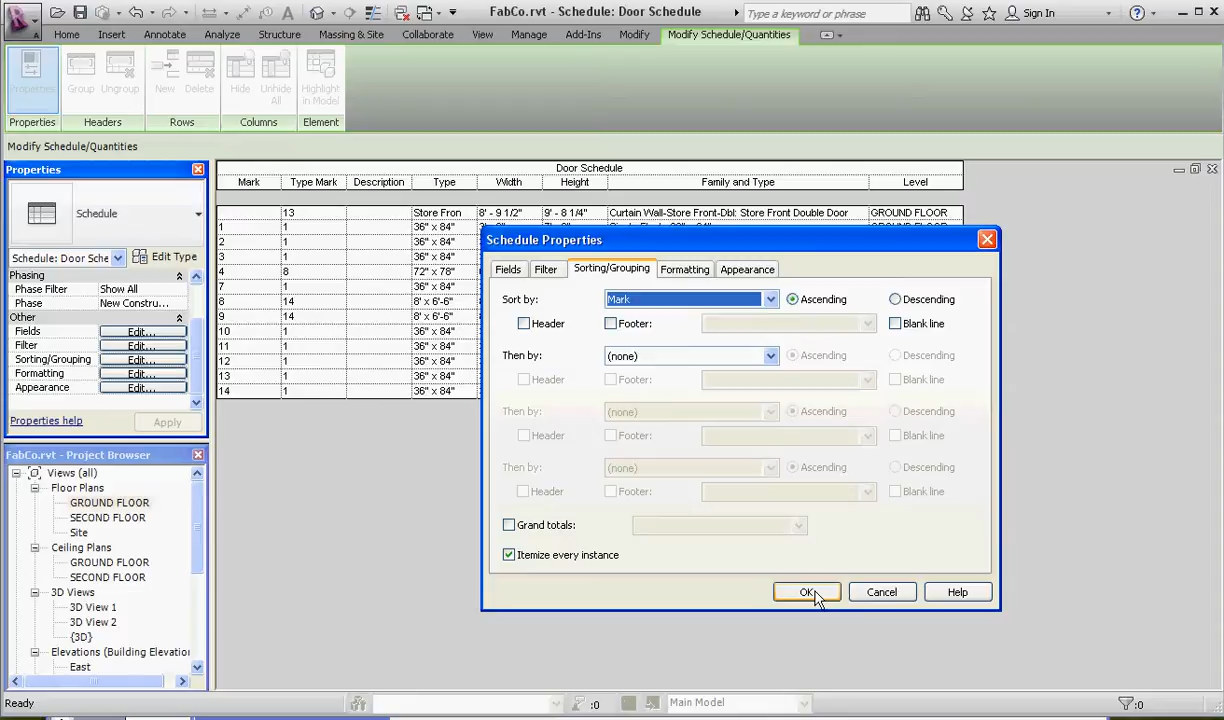 FabCo.rvt - Schedule: Door Schedule
Type a keyword or phrase
Sign In
Home Insert Annotate Analyze Structure Massing & Site Collaborate View Manage Add-Ins Modify Modify Schedule/Quantities
Properties Group Ungroup New Delete Hide Unhide All Highlight in Model
Properties Headers Rows Columns Element
Modify Schedule/Quantities
Properties
Schedule
Schedule: Door Sche Edit Type
Phasing
Phase Filter Show All
Phase New Constru...
Other
Fields Edit...
Filter Edit...
Sorting/Grouping Edit...
Formatting Edit...
Appearance Edit...
Properties help Apply
FabCo.rvt - Project Browser
Views (all)
Floor Plans
GROUND FLOOR
SECOND FLOOR
Site
Ceiling Plans
GROUND FLOOR
SECOND FLOOR
3D Views
3D View 1
3D View 2
{3D}
Elevations (Building Elevation
East
Door Schedule
Mark Type Mark Description Type Width Height Family and Type Level
13 Store Fron 8' - 9 1/2" 9' - 8 1/4" Curtain Wall-Store Front-Dbl: Store Front Double Door GROUND FLOOR
1 1 36" x 84"
2 1 36" x 84"
3 1 36" x 84"
4 8 72" x 78"
7 1 36" x 84"
8 14 8' x 6'-6"
9 14 8' x 6'-6"
10 1 36" x 84"
11 1 36" x 84"
12 1 36" x 84"
13 1 36" x 84"
14 1 36" x 84"
Schedule Properties
Fields Filter Sorting/Grouping Formatting Appearance
Sort by: Mark Ascending Descending
Header Footer: Blank line
Then by: (none) Ascending Descending
Header Footer: Blank line
Then by: (none) Ascending Descending
Header Footer: Blank line
Then by: (none) Ascending Descending
Header Footer: Blank line
Grand totals:
Itemize every instance
OK Cancel Help
Ready :0 Main Model :0